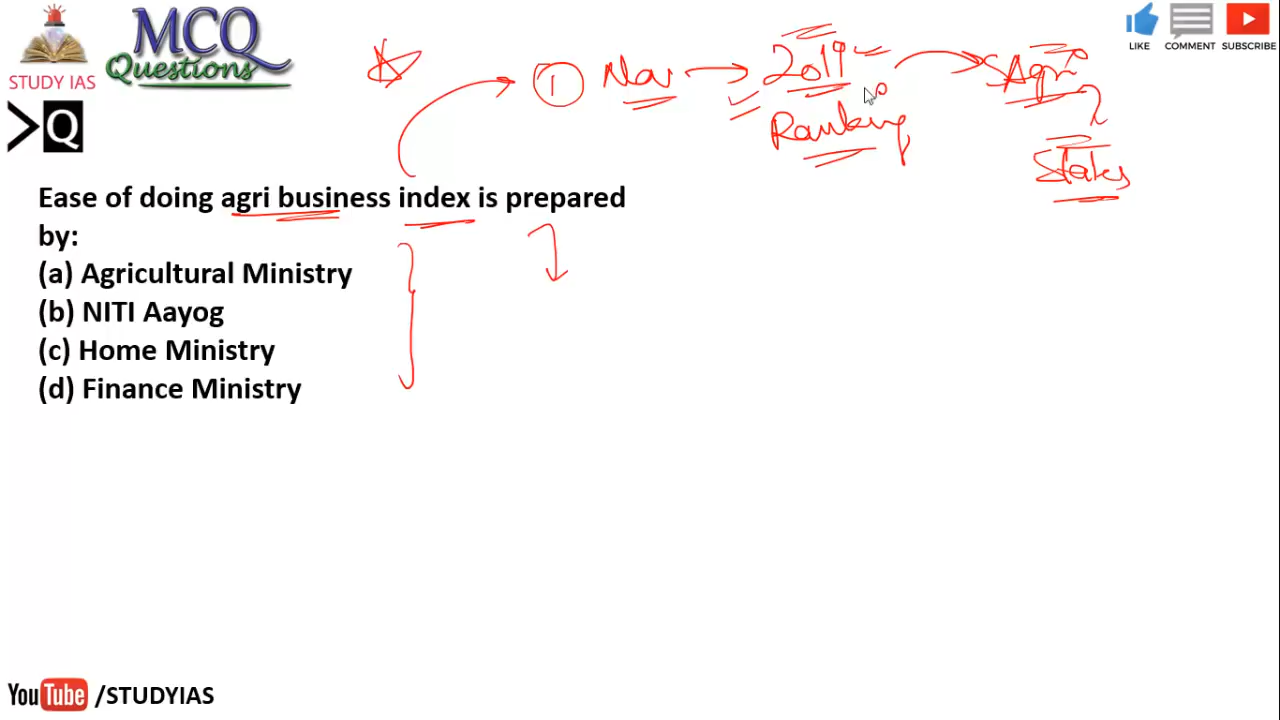 STUDY IAS
MCQ
Questions
>Q
1 Nov 2019 Agri
Ranking
States
LIKE COMMENT SUBSCRIBE
Ease of doing agri business index is prepared
by:
(a) Agricultural Ministry
(b) NITI Aayog
(c) Home Ministry
(d) Finance Ministry
YouTube /STUDYIAS